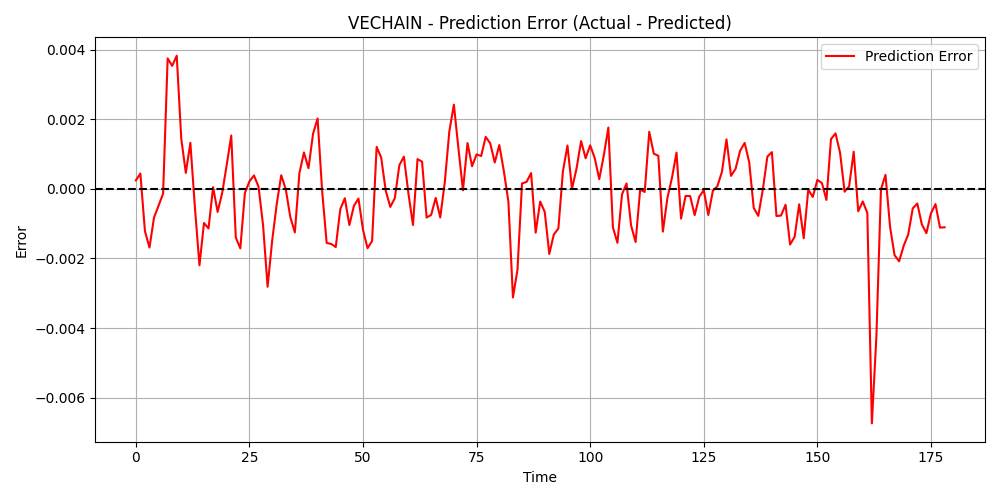 VECHAIN - Prediction Error (Actual - Predicted)
Prediction Error
Error
0.004
0.002
0.000
−0.002
−0.004
−0.006
0 25 50 75 100 125 150 175
Time